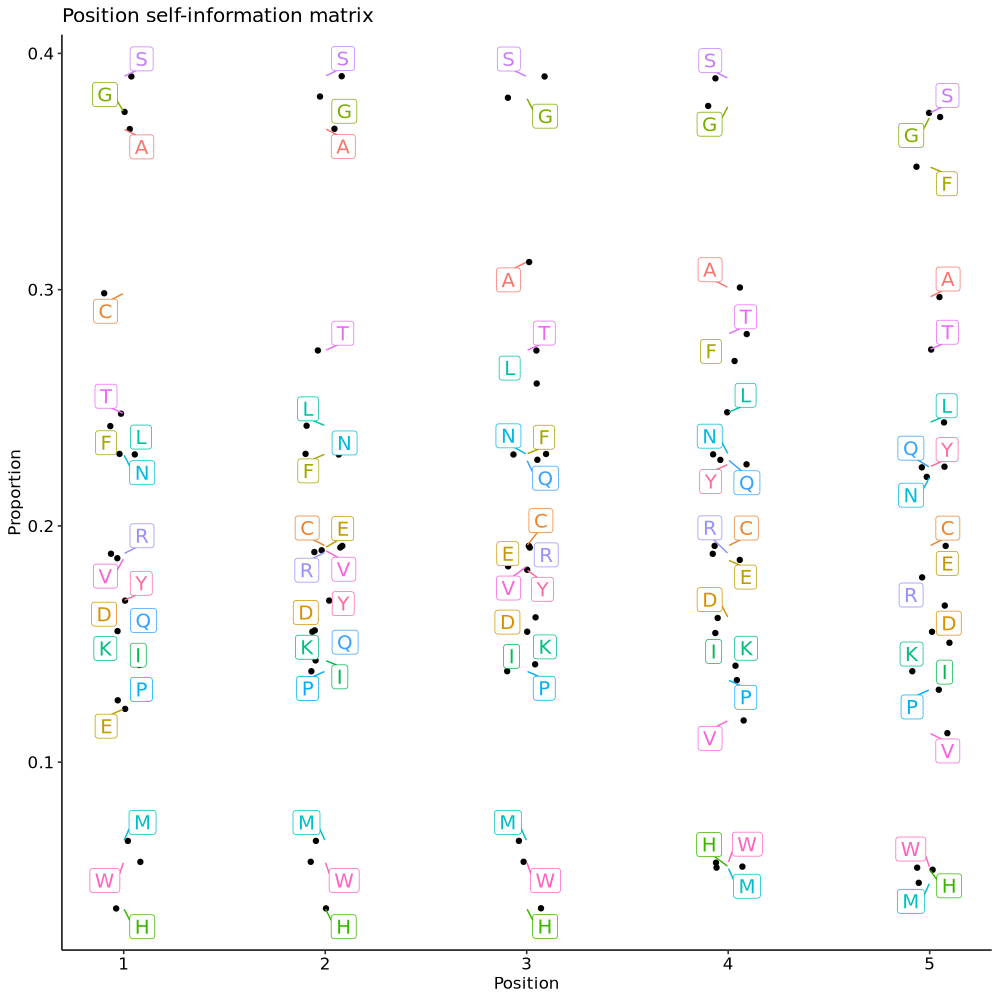 Position self-information matrix
0.4
S
S
S
S
S
G
G
G
G
G
A
A
F
0.3
C
A
A
A
T
T
T
T
F
T
L
L
L
F
L
N
L
N
F
N
F
Q
N
Y
Q
Q
Y
N
0.2
R
V
Y
D
Q
K
I
P
E
C
E
R
V
D
Y
K
Q
P
I
C
E
R
V
Y
D
K
I
P
R
C
E
D
I
K
P
V
C
E
R
D
K
I
P
V
0.1
M
W
H
M
W
H
M
W
H
H
W
M
W
H
M
Proportion
1
2
3
4
5
Position